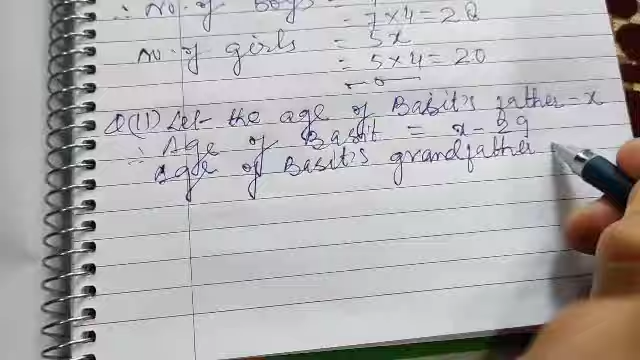 ∴ No. of Boys =
= 7×4 = 28
No. of girls = 5x
= 5×4 = 20
Q(11) Let the age of Basit's father = x
∴ Age of Basit = x - 29
Age of Basit's grandfather